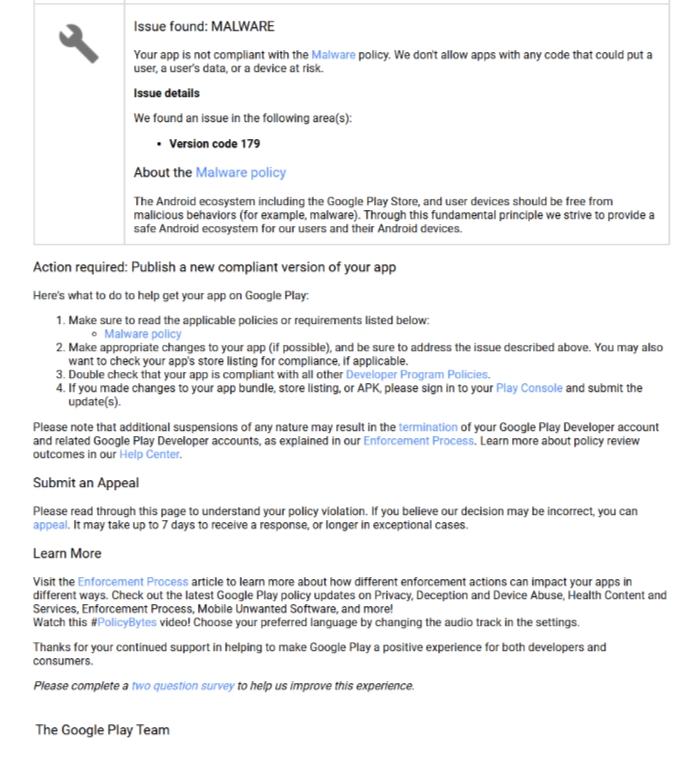 Issue found: MALWARE
Your app is not compliant with the Malware policy. We don't allow apps with any code that could put a
user, a user's data, or a device at risk.
Issue details
We found an issue in the following area(s):
• Version code 179
About the Malware policy
The Android ecosystem including the Google Play Store, and user devices should be free from
malicious behaviors (for example, malware). Through this fundamental principle we strive to provide a
safe Android ecosystem for our users and their Android devices.
Action required: Publish a new compliant version of your app
Here's what to do to help get your app on Google Play:
1. Make sure to read the applicable policies or requirements listed below:
◦ Malware policy
2. Make appropriate changes to your app (if possible), and be sure to address the issue described above. You may also
want to check your app's store listing for compliance, if applicable.
3. Double check that your app is compliant with all other Developer Program Policies.
4. If you made changes to your app bundle, store listing, or APK, please sign in to your Play Console and submit the
update(s).
Please note that additional suspensions of any nature may result in the termination of your Google Play Developer account
and related Google Play Developer accounts, as explained in our Enforcement Process. Learn more about policy review
outcomes in our Help Center.
Submit an Appeal
Please read through this page to understand your policy violation. If you believe our decision may be incorrect, you can
appeal. It may take up to 7 days to receive a response, or longer in exceptional cases.
Learn More
Visit the Enforcement Process article to learn more about how different enforcement actions can impact your apps in
different ways. Check out the latest Google Play policy updates on Privacy, Deception and Device Abuse, Health Content and
Services, Enforcement Process, Mobile Unwanted Software, and more!
Watch this #PolicyBytes video! Choose your preferred language by changing the audio track in the settings.
Thanks for your continued support in helping to make Google Play a positive experience for both developers and
consumers.
Please complete a two question survey to help us improve this experience.
The Google Play Team